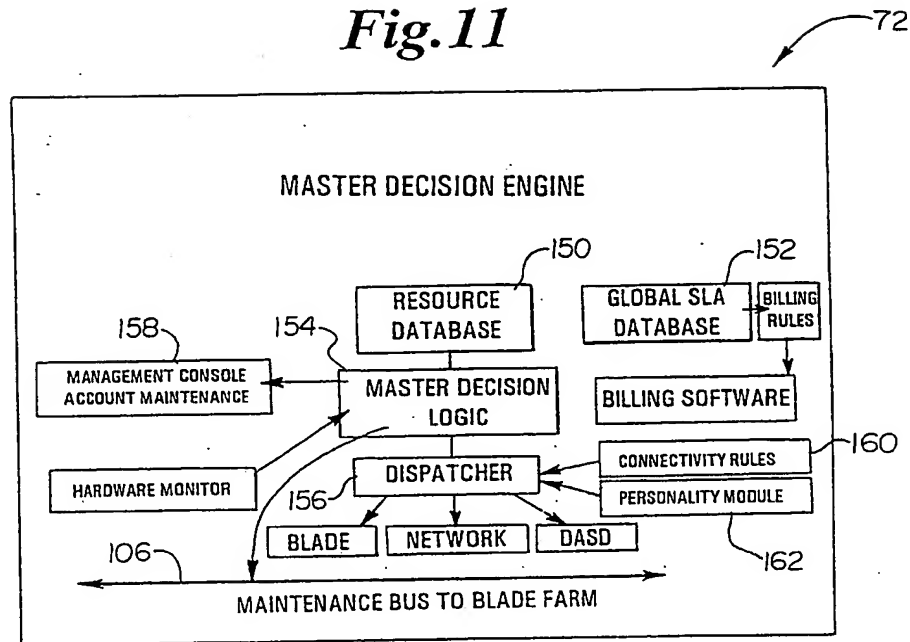 Fig.11
72
MASTER DECISION ENGINE
150
152
RESOURCE
DATABASE
GLOBAL SLA
DATABASE
BILLING
RULES
154
158
MANAGEMENT CONSOLE
ACCOUNT MAINTENANCE
MASTER DECISION
LOGIC
BILLING SOFTWARE
HARDWARE MONITOR
156
DISPATCHER
CONNECTIVITY RULES
160
PERSONALITY MODULE
BLADE
NETWORK
DASD
162
106
MAINTENANCE BUS TO BLADE FARM